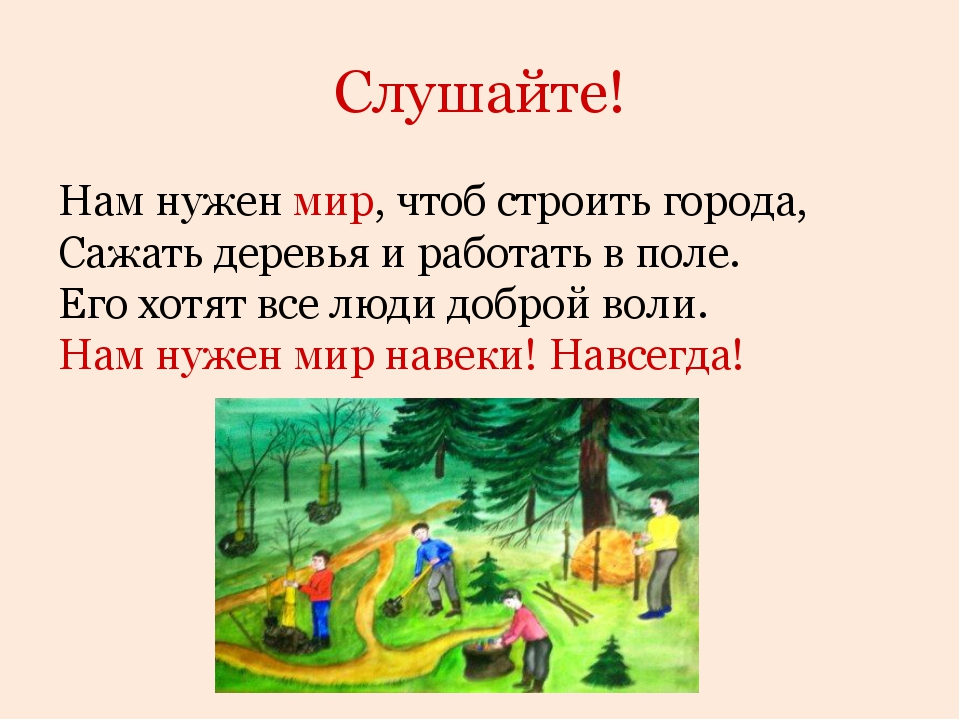 Слушайте!
Нам нужен мир, чтоб строить города,
Сажать деревья и работать в поле.
Его хотят все люди доброй воли.
Нам нужен мир навеки! Навсегда!